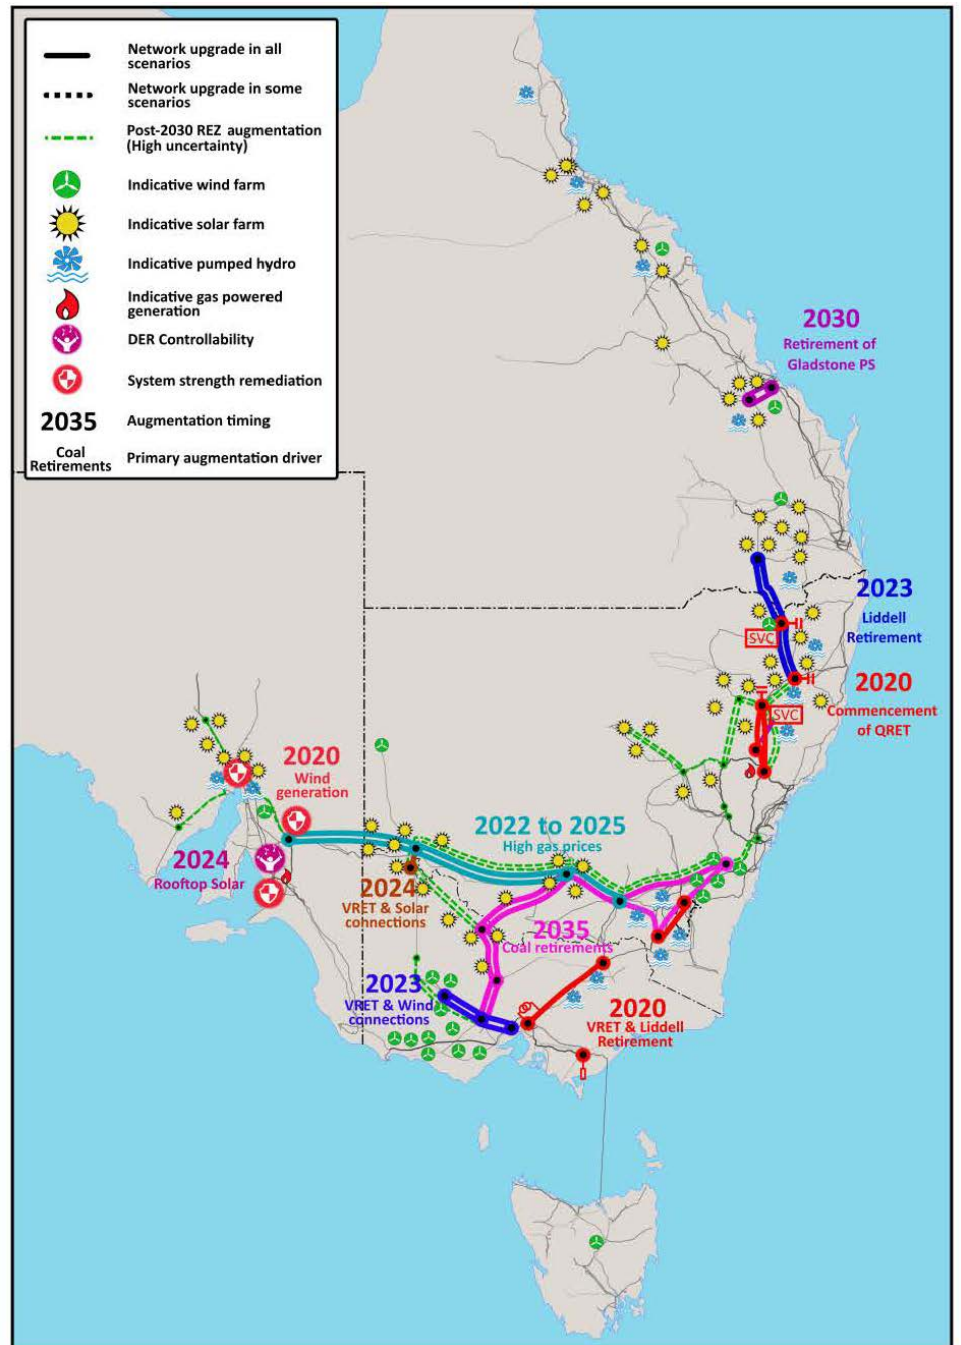 Network upgrade in all
scenarios
Network upgrade in some
scenarios
Post-2030 REZ augmentation
(High uncertainty)
Indicative wind farm
Indicative solar farm
Indicative pumped hydro
Indicative gas powered
generation
DER Controllability
System strength remediation
2035
Augmentation timing
Coal
Retirements
Primary augmentation driver
2030
Retirement of
Gladstone PS
2023
Liddell
Retirement
SVC
2020
Commencement
of QRET
SVC
2020
Wind
generation
2022 to 2025
High gas prices
2024
Rooftop Solar
2024
VRET & Solar
connections
2035
Coal retirements
2023
VRET & Wind
connections
2020
VRET & Liddell
Retirement